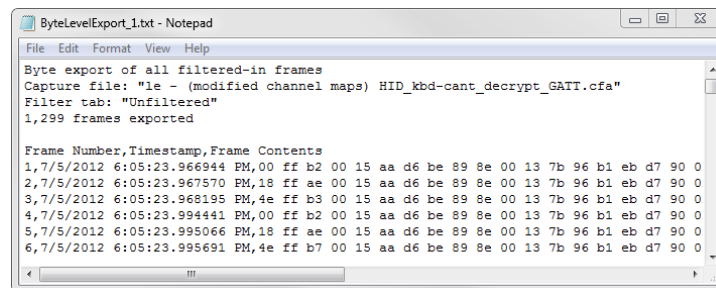 ByteLevelExport_1.txt - Notepad
File Edit Format View Help
Byte export of all filtered-in frames
Capture file: "le - (modified channel maps) HID_kbd-cant_decrypt_GATT.cfa"
Filter tab: "Unfiltered"
1,299 frames exported
Frame Number,Timestamp,Frame Contents
1,7/5/2012 6:05:23.966944 PM,00 ff b2 00 15 aa d6 be 89 8e 00 13 7b 96 b1 eb d7 90 0
2,7/5/2012 6:05:23.967570 PM,18 ff ae 00 15 aa d6 be 89 8e 00 13 7b 96 b1 eb d7 90 0
3,7/5/2012 6:05:23.968195 PM,4e ff b3 00 15 aa d6 be 89 8e 00 13 7b 96 b1 eb d7 90 0
4,7/5/2012 6:05:23.994441 PM,00 ff b2 00 15 aa d6 be 89 8e 00 13 7b 96 b1 eb d7 90 0
5,7/5/2012 6:05:23.995066 PM,18 ff ae 00 15 aa d6 be 89 8e 00 13 7b 96 b1 eb d7 90 0
6,7/5/2012 6:05:23.995691 PM,4e ff b7 00 15 aa d6 be 89 8e 00 13 7b 96 b1 eb d7 90 0